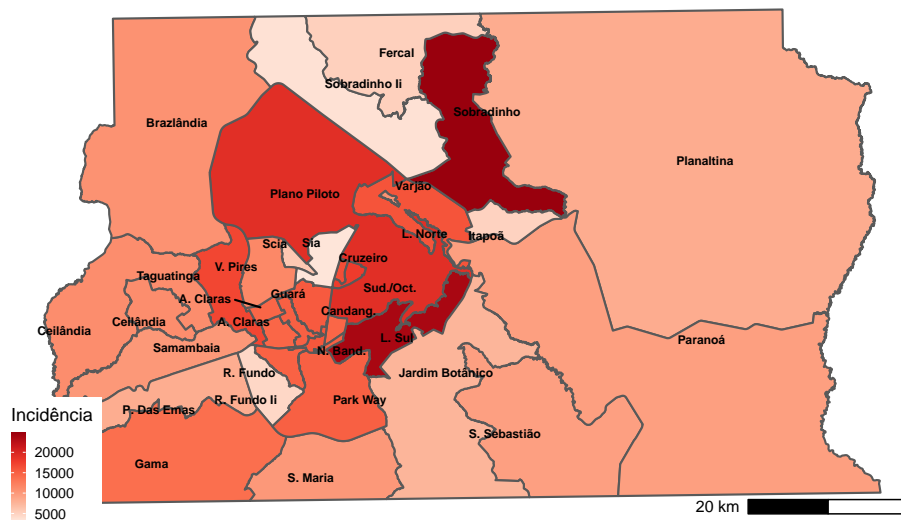 Fercal
Sobradinho Ii
Sobradinho
Brazlândia
Planaltina
Varjão
Plano Piloto
L. Norte
Itapoã
Scia
Sia
Cruzeiro
V. Pires
Taguatinga
Sud./Oct.
Guará
A. Claras
Candang.
Ceilândia
Ceilândia
A. Claras
L. Sul
Paranoá
Samambaia
N. Band.
R. Fundo
Jardim Botânico
R. Fundo Ii
Park Way
P. Das Emas
S. Sebastião
Gama
S. Maria
Incidência
20000
10000
5000
20 km